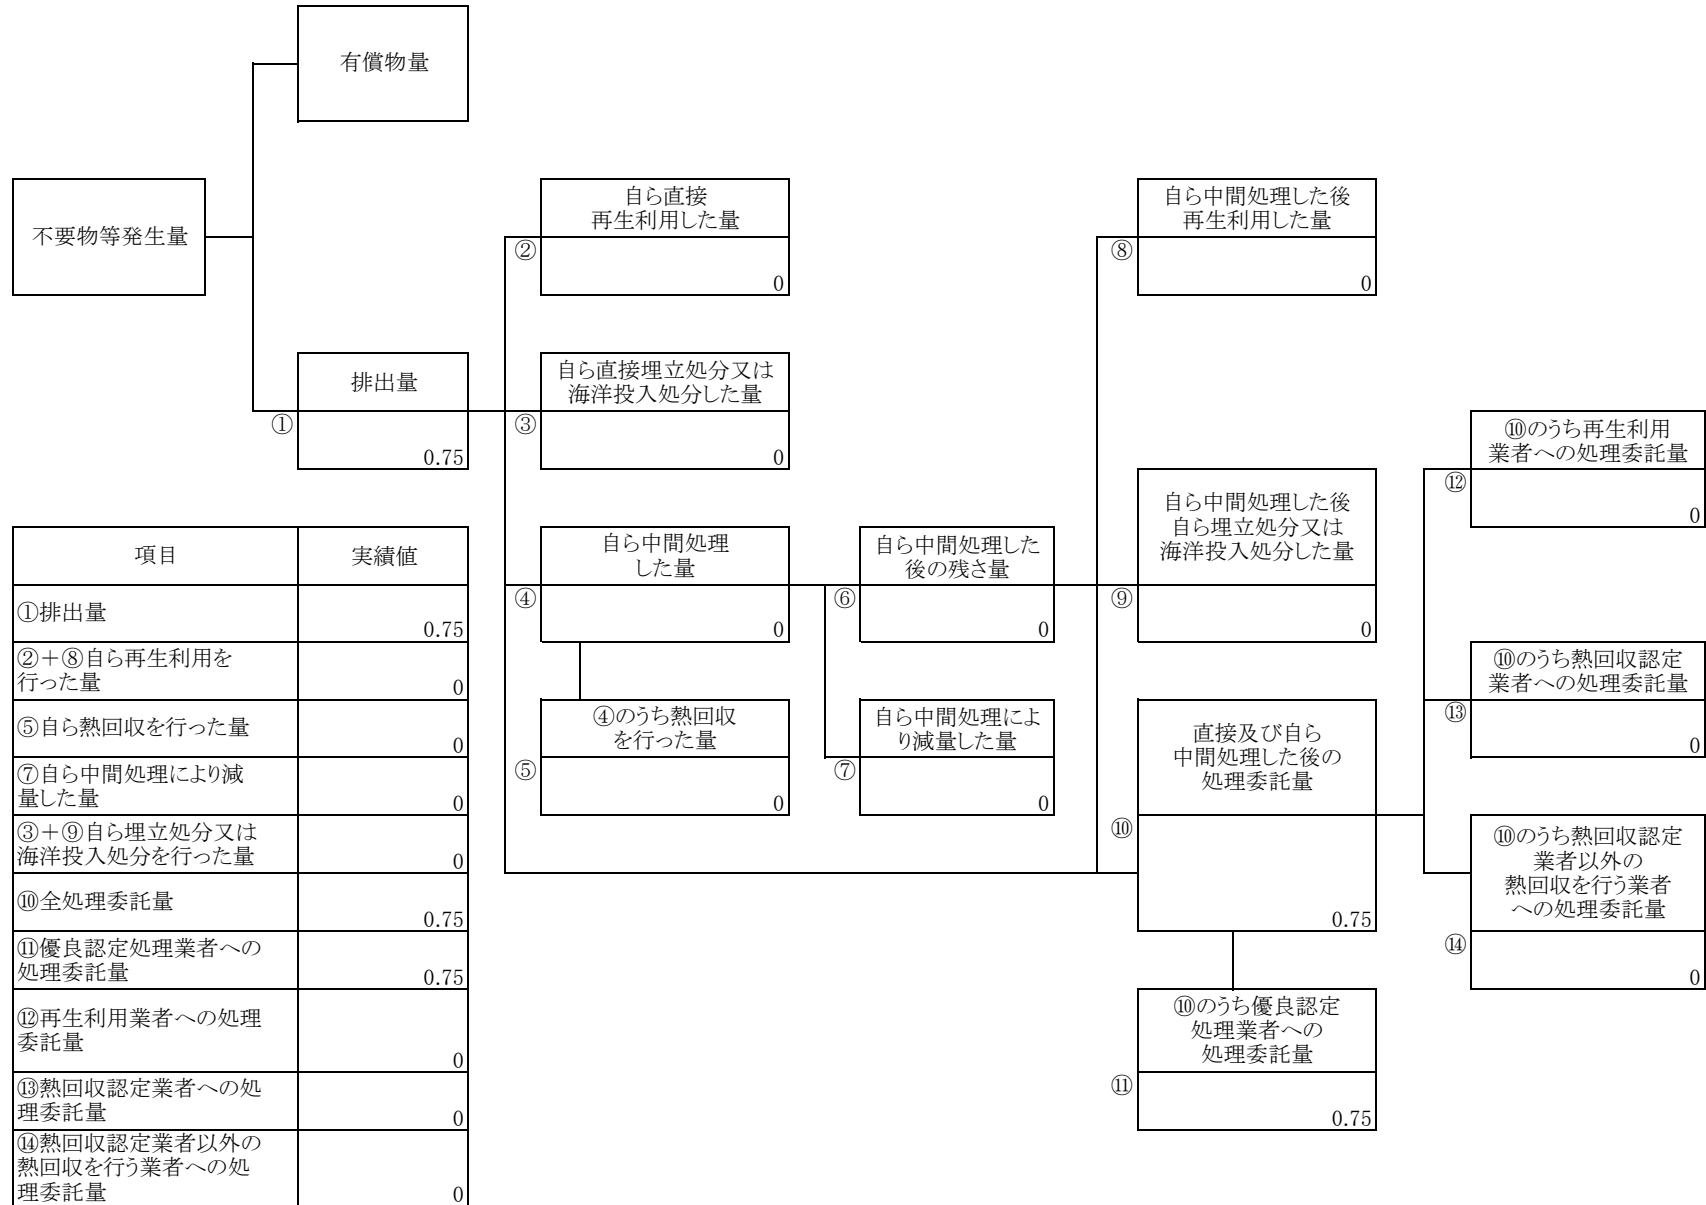 有償物量
不要物等発生量
自ら直接
再生利用した量
②
0
自ら中間処理した後
再生利用した量
⑧
0
排出量
①
0.75
自ら直接埋立処分又は
海洋投入処分した量
③
0
⑩のうち再生利用
業者への処理委託量
⑫
0
自ら中間処理
した量
④
0
自ら中間処理した
後の残さ量
⑥
0
自ら中間処理した後
自ら埋立処分又は
海洋投入処分した量
⑨
0
⑩のうち熱回収認定
業者への処理委託量
⑬
0
④のうち熱回収
を行った量
⑤
0
自ら中間処理によ
り減量した量
⑦
0
直接及び自ら
中間処理した後の
処理委託量
⑩
0.75
⑩のうち熱回収認定
業者以外の
熱回収を行う業者
への処理委託量
⑭
0
⑩のうち優良認定
処理業者への
処理委託量
⑪
0.75
項目 実績値
①排出量
0.75
②＋⑧自ら再生利用を
行った量
0
⑤自ら熱回収を行った量
0
⑦自ら中間処理により減
量した量
0
③＋⑨自ら埋立処分又は
海洋投入処分を行った量
0
⑩全処理委託量
0.75
⑪優良認定処理業者への
処理委託量
0.75
⑫再生利用業者への処理
委託量
0
⑬熱回収認定業者への処
理委託量
0
⑭熱回収認定業者以外の
熱回収を行う業者への処
理委託量
0